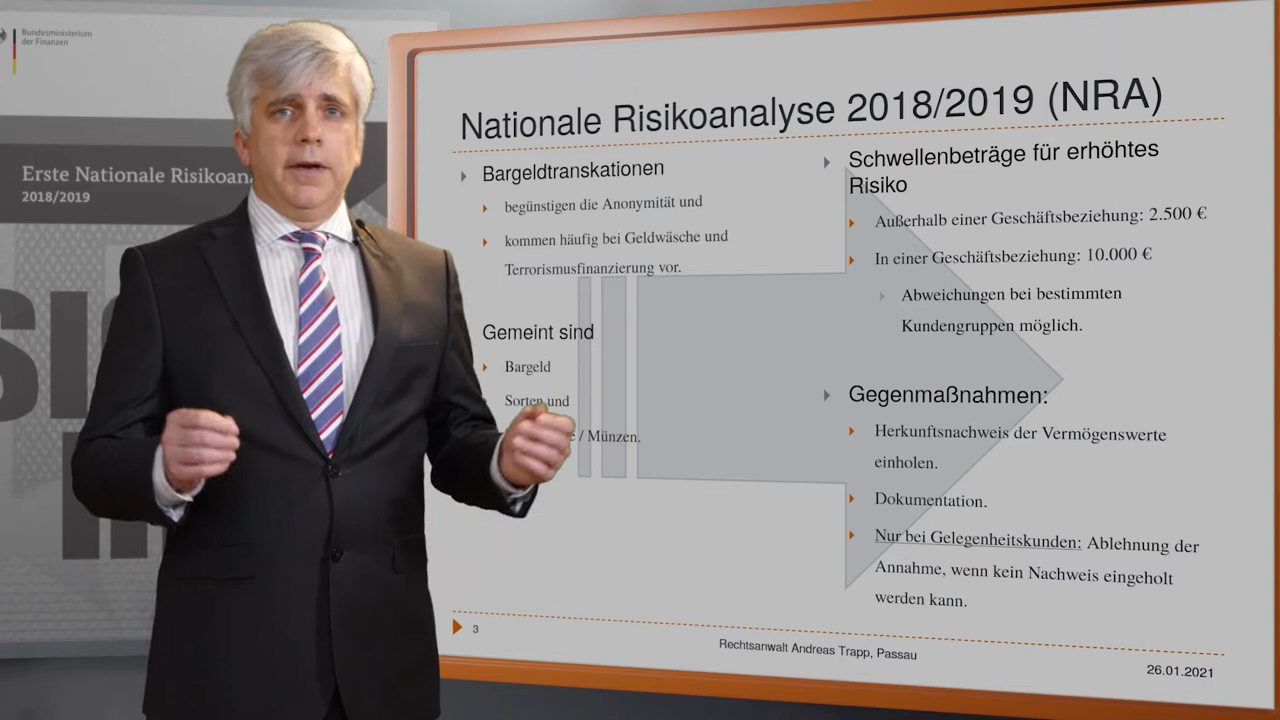 Bundesministerium
der Finanzen
Erste Nationale
2018/2019
Nationale Risikoanalyse 2018/2019 (NRA)
Bargeldtranskationen
begünstigen die Anonymität und
kommen häufig bei Geldwäsche und
Terrorismusfinanzierung vor.
Gemeint sind
Bargeld
Sorten und
/ Münzen.
Schwellenbeträge für erhöhtes
Risiko
Außerhalb einer Geschäftsbeziehung: 2.500 €
In einer Geschäftsbeziehung: 10.000 €
Abweichungen bei bestimmten
Kundengruppen möglich.
Gegenmaßnahmen:
Herkunftsnachweis der Vermögenswerte
einholen.
Dokumentation.
Nur bei Gelegenheitskunden: Ablehnung der
Annahme, wenn kein Nachweis eingeholt
werden kann.
3
Rechtsanwalt Andreas Trapp, Passau
26.01.2021